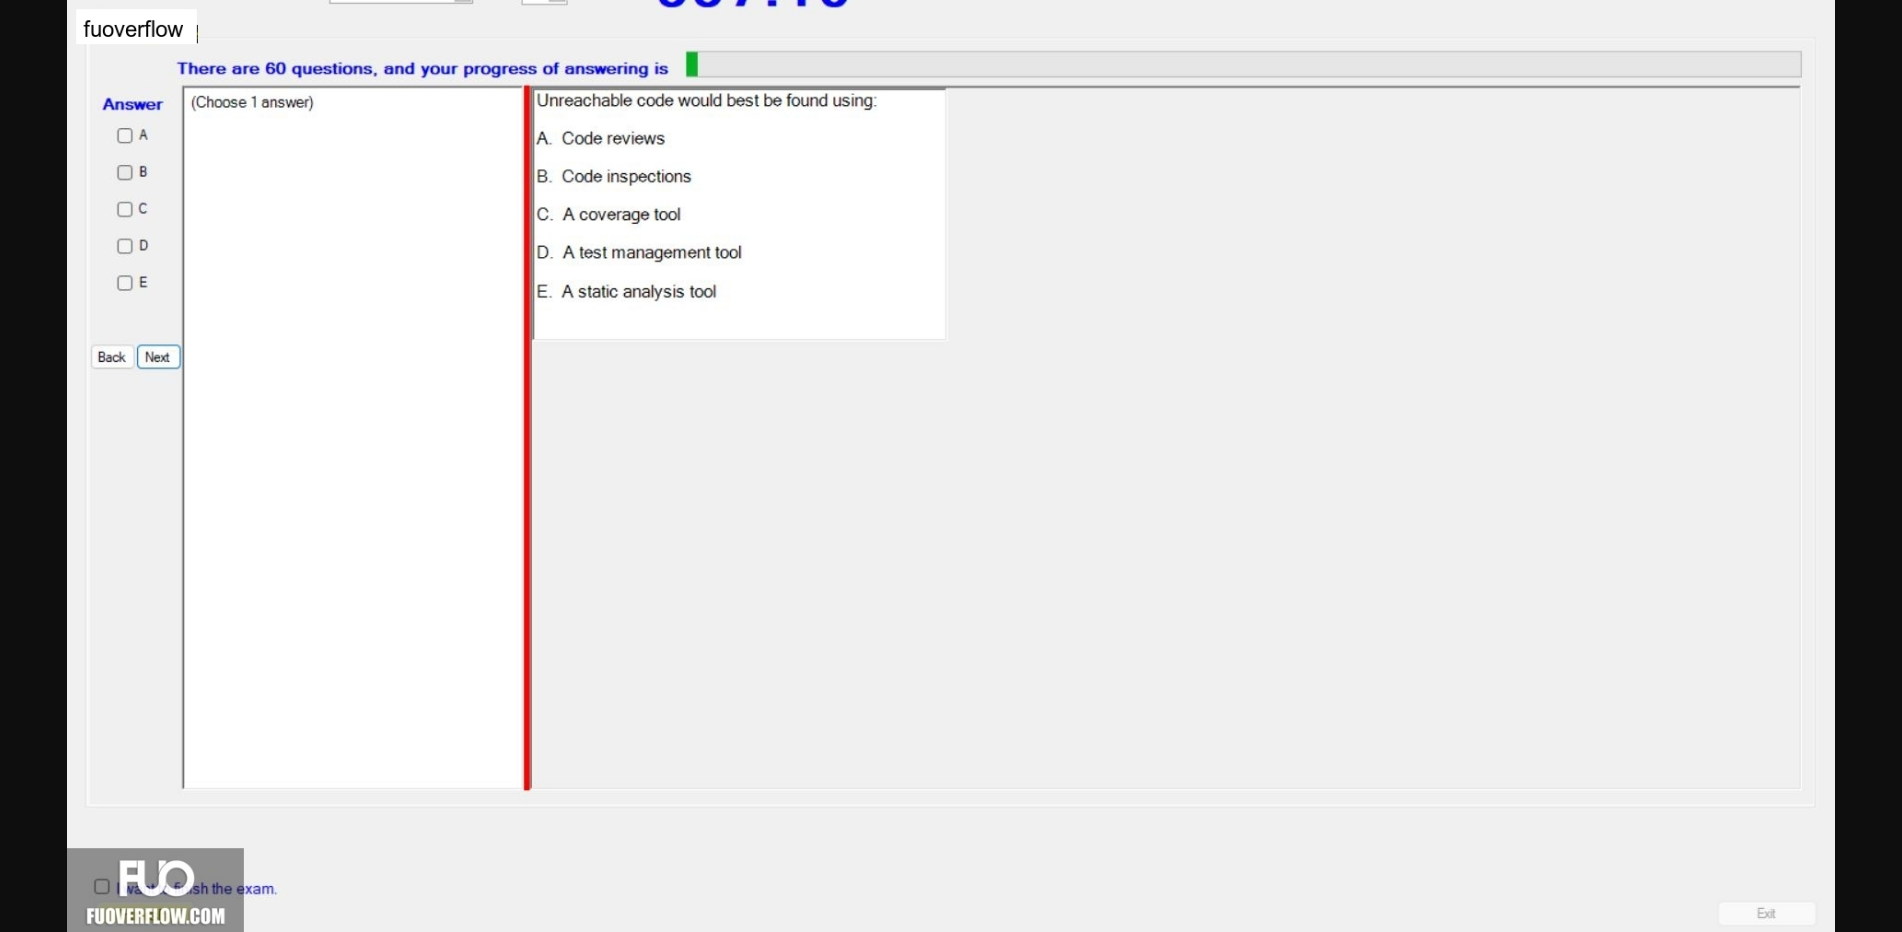 fuoverflow
There are 60 questions, and your progress of answering is
Answer
(Choose 1 answer)
A
B
C
D
E
Back Next
Unreachable code would best be found using:
A. Code reviews
B. Code inspections
C. A coverage tool
D. A test management tool
E. A static analysis tool
I want finish the exam.
FUO
FUOVERFLOW.COM
Exit